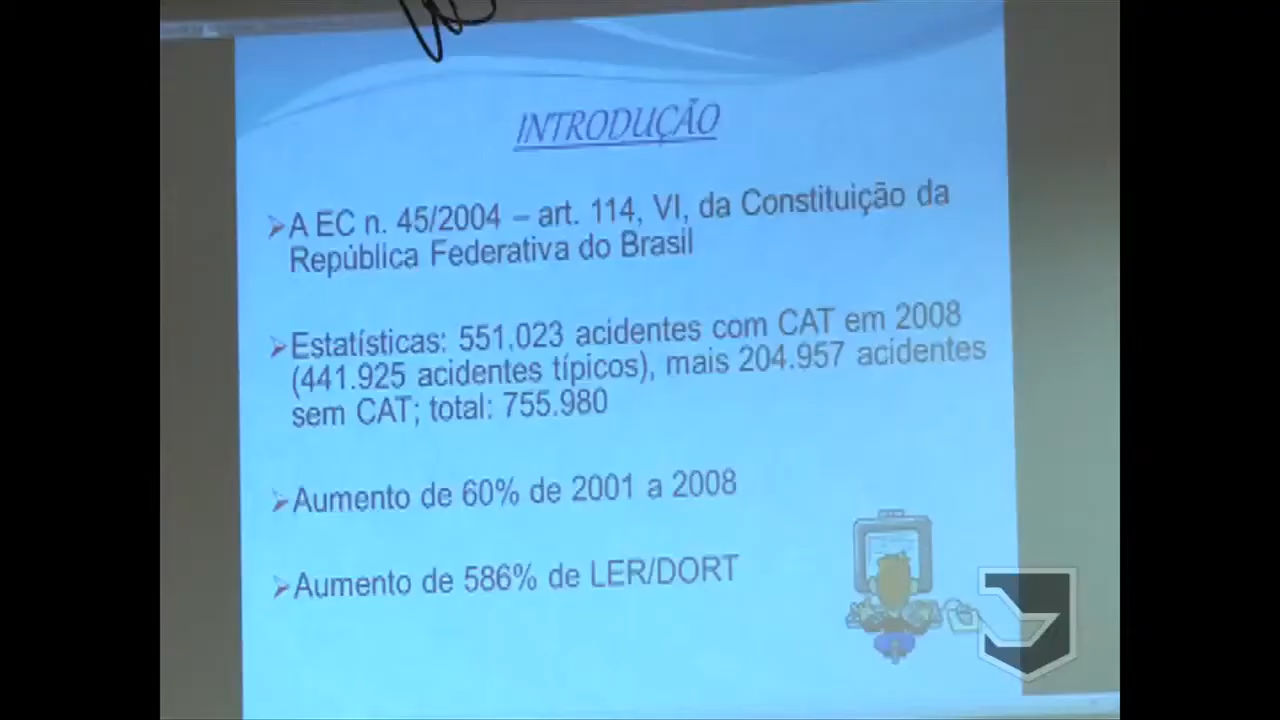 INTRODUÇÃO
A EC n. 45/2004 – art. 114, VI, da Constituição da
República Federativa do Brasil
Estatísticas: 551.023 acidentes com CAT em 2008
(441.925 acidentes típicos), mais 204.957 acidentes
sem CAT; total: 755.980
Aumento de 60% de 2001 a 2008
Aumento de 586% de LER/DORT